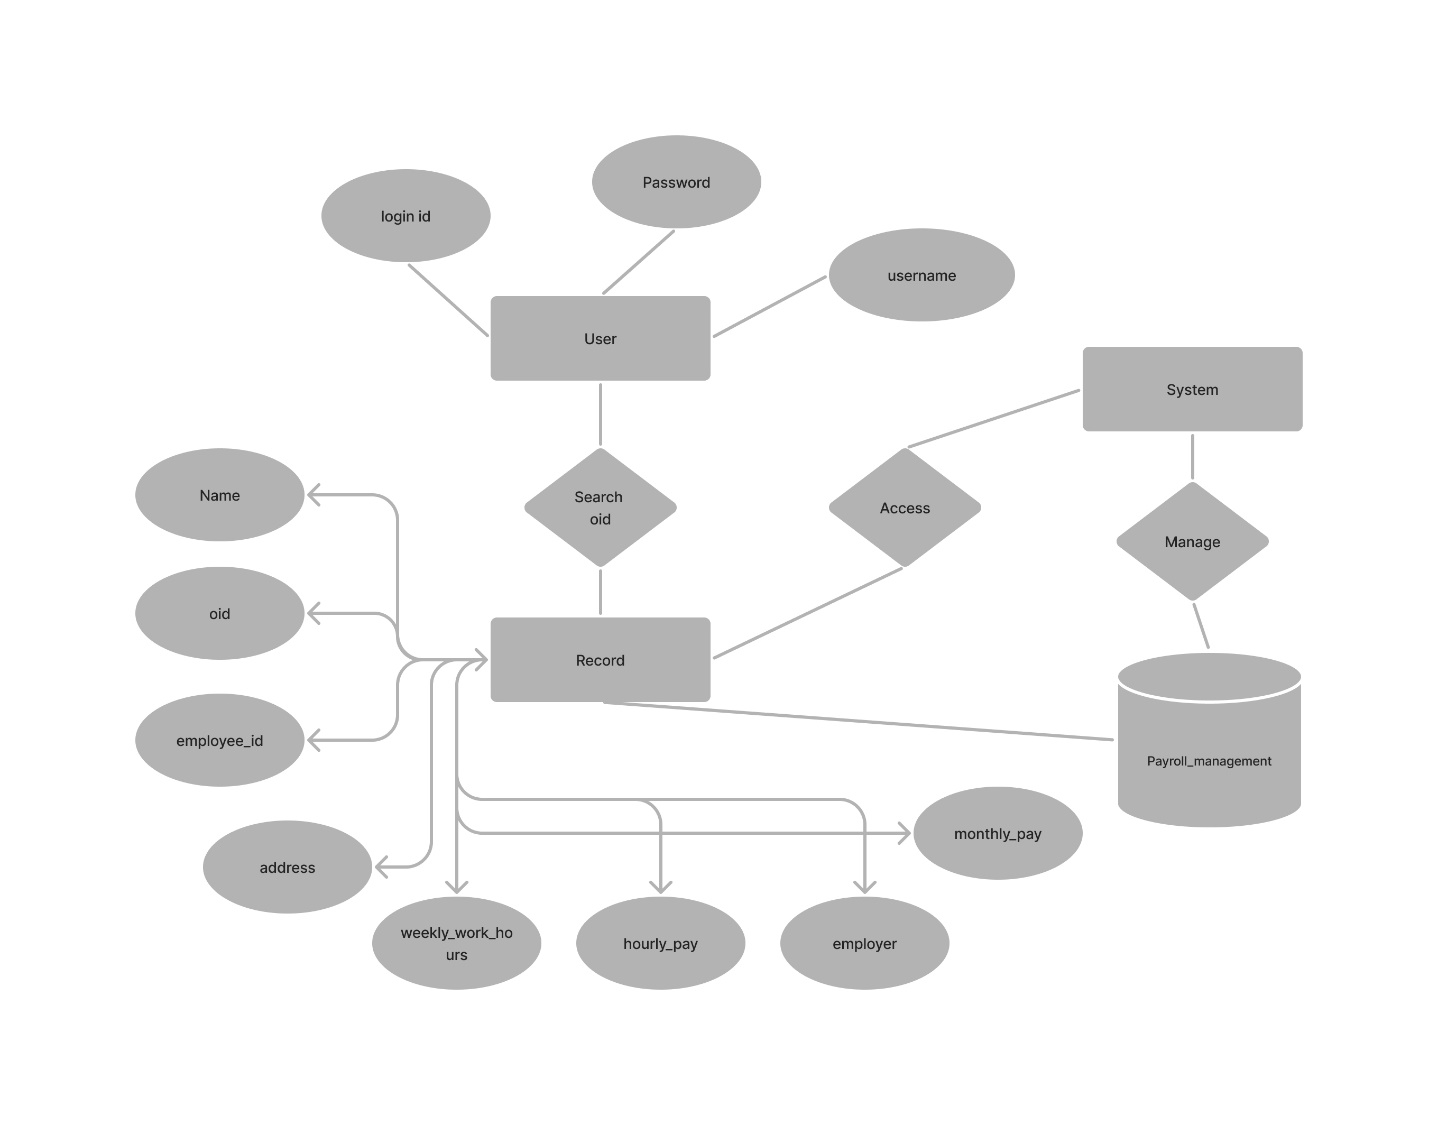 Password
login id
username
User
System
Name
Search
oid
Access
Manage
oid
Record
employee_id
Payroll_management
monthly_pay
address
weekly_work_ho
urs
hourly_pay
employer